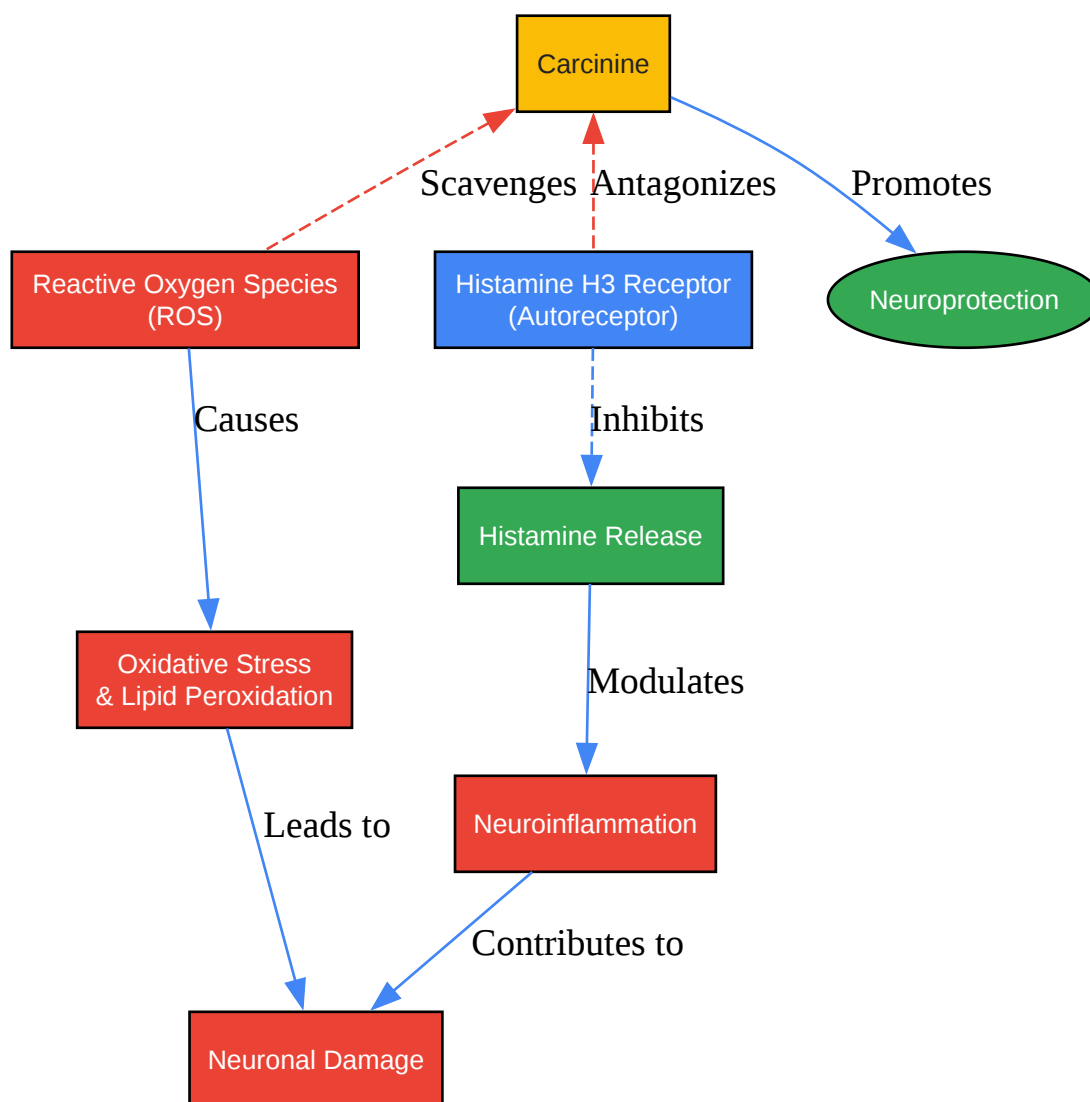 Carcinine
Scavenges
Antagonizes
Promotes
Reactive Oxygen Species
(ROS)
Histamine H3 Receptor
(Autoreceptor)
Neuroprotection
Causes
Inhibits
Histamine Release
Oxidative Stress
& Lipid Peroxidation
Modulates
Leads to
Neuroinflammation
Contributes to
Neuronal Damage